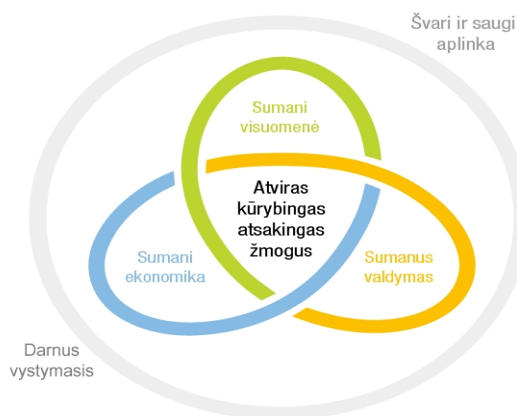 Švari ir saugi
aplinka
Sumani
visuomenė
Atviras
kūrybingas
atsakingas
žmogus
Sumani
ekonomika
Sumanus
valdymas
Darnus
vystymasis